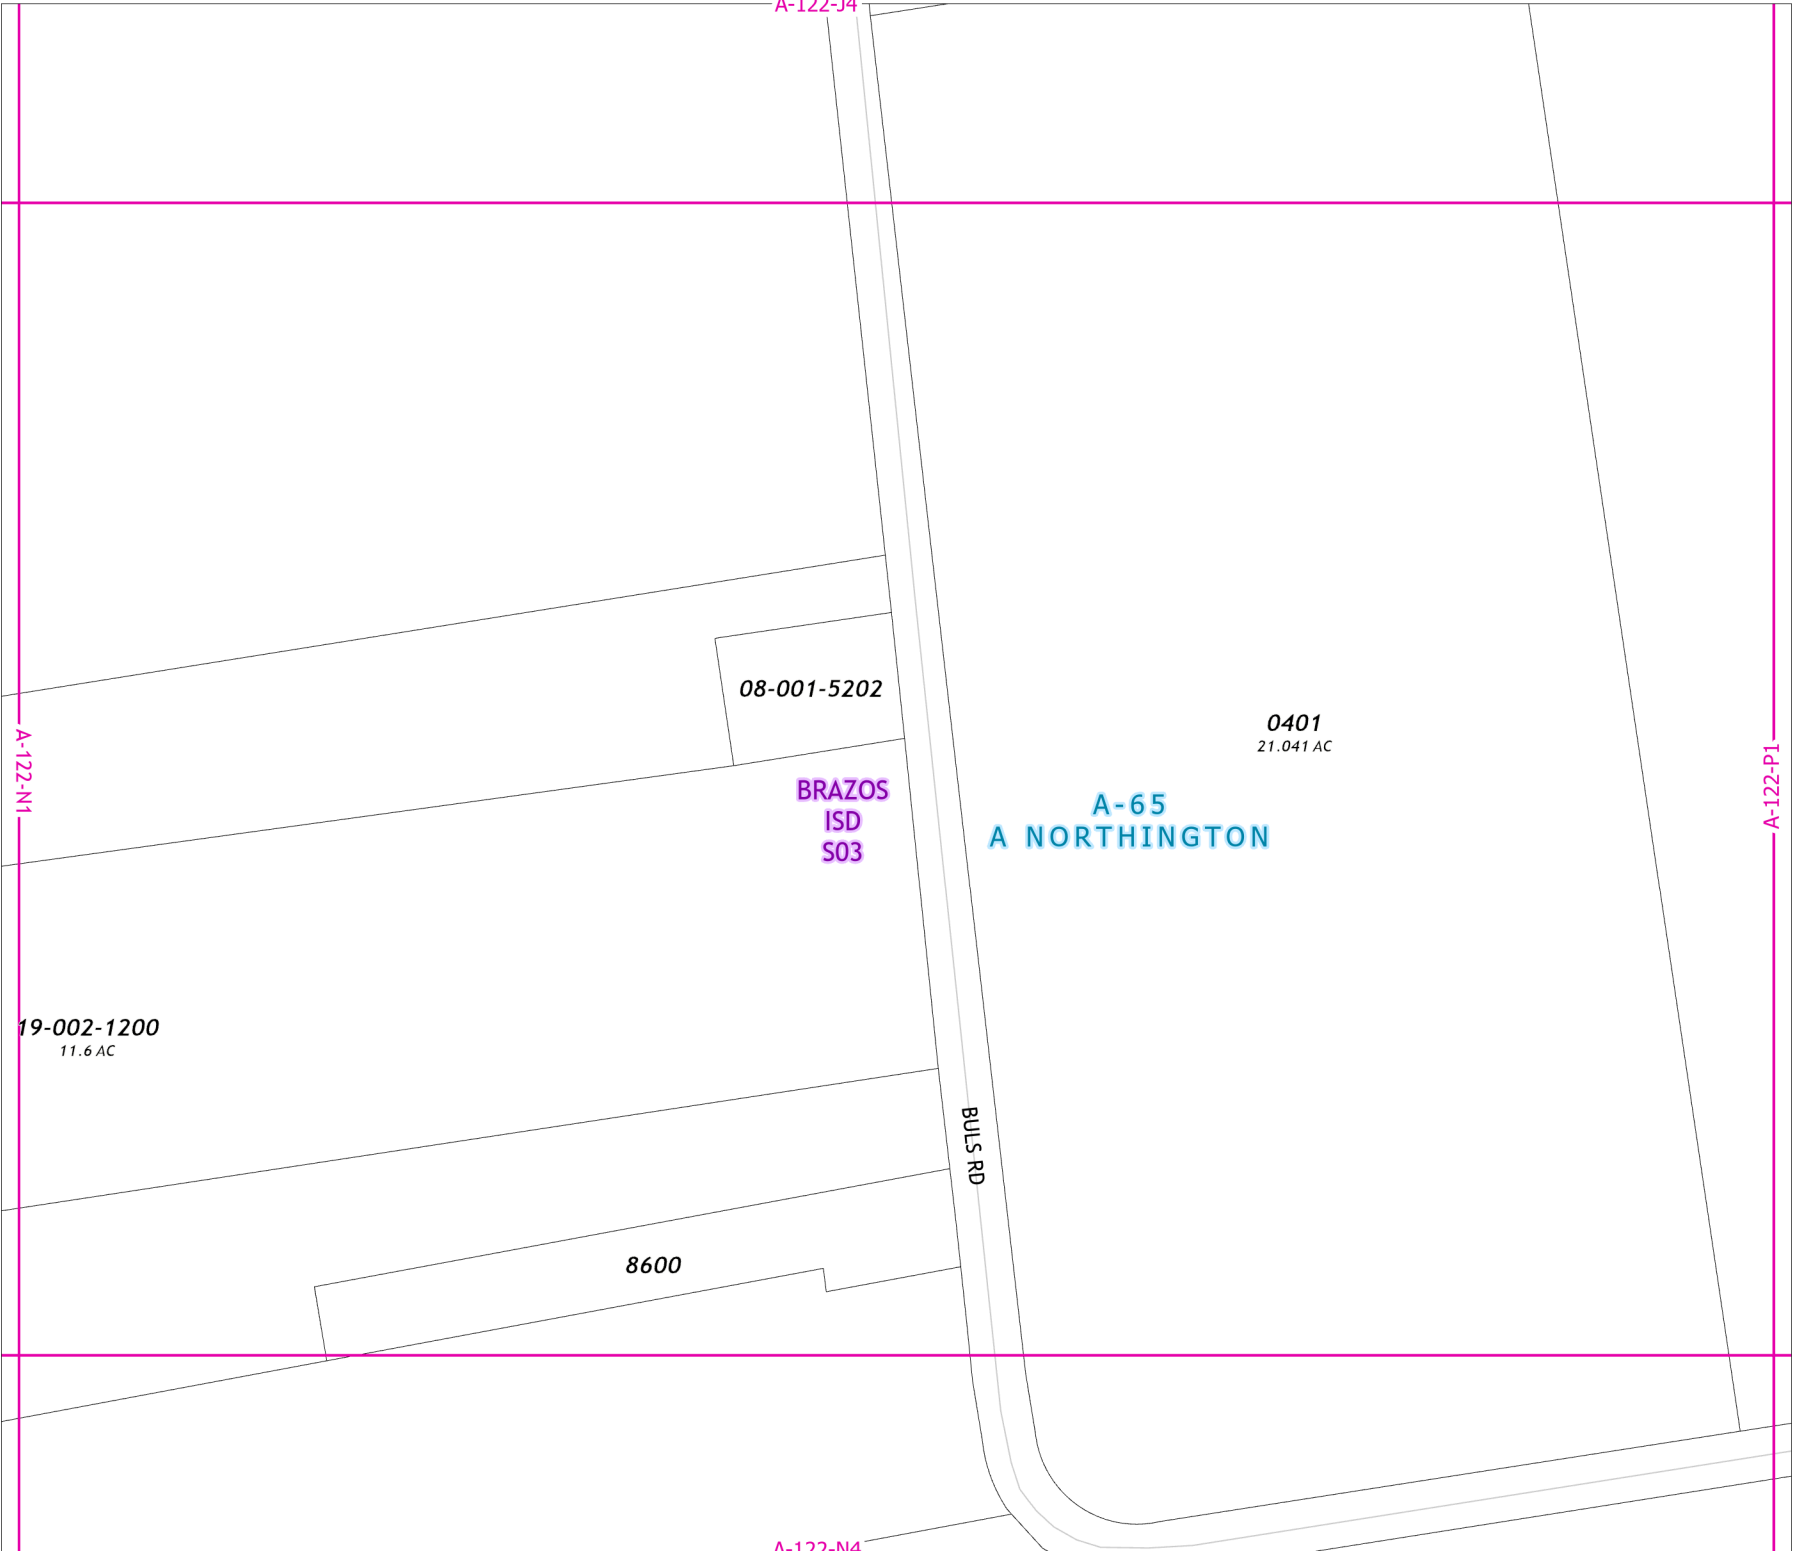 A-122-J4
08-001-5202
0401
21.041 AC
A-122-N1
A-122-P1
BRAZOS
ISD
S03
A-65
A NORTHINGTON
19-002-1200
11.6 AC
BULS RD
8600
A-122-N4